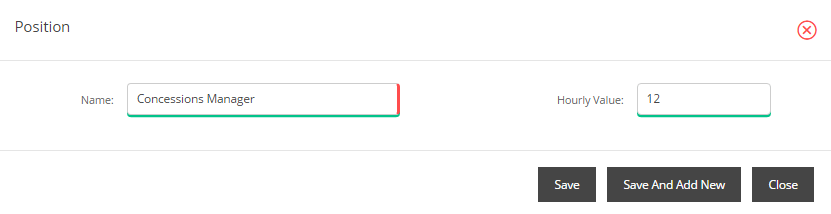 Position
Name: Concessions Manager Hourly Value: 12
Save Save And Add New Close